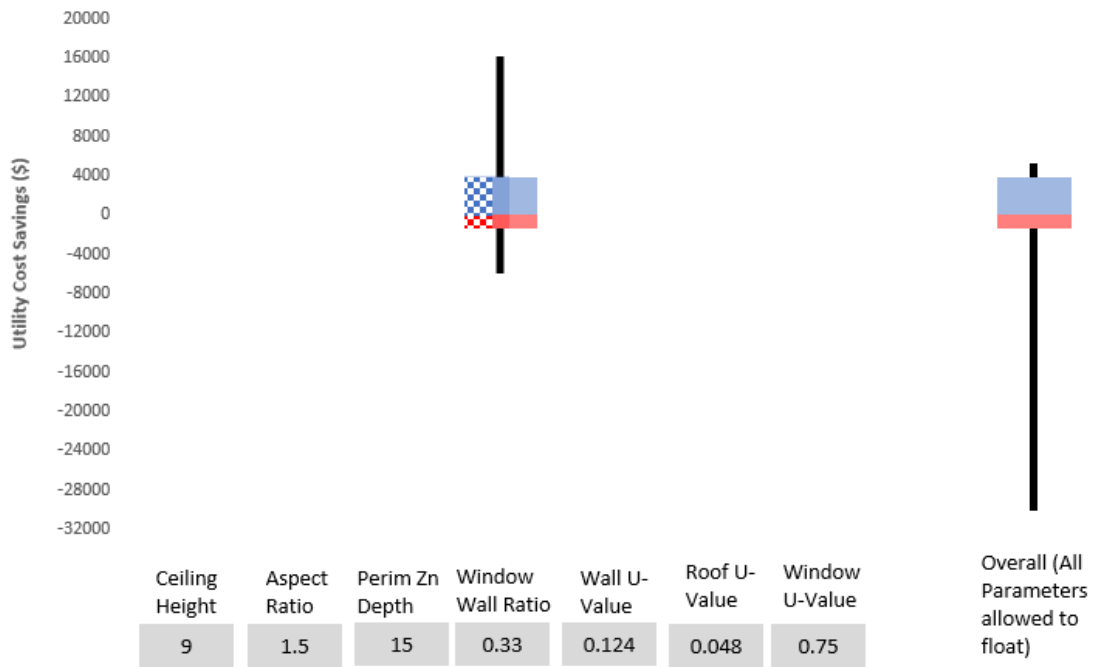 20000
16000
12000
8000
4000
0
-4000
-8000
-12000
-16000
-20000
-24000
-28000
-32000
Utility Cost Savings ($)
Ceiling
Height
9
Aspect
Ratio
1.5
Perim Zn
Depth
15
Window
Wall Ratio
0.33
Wall U-
Value
0.124
Roof U-
Value
0.048
Window
U-Value
0.75
Overall (All
Parameters
allowed to
float)